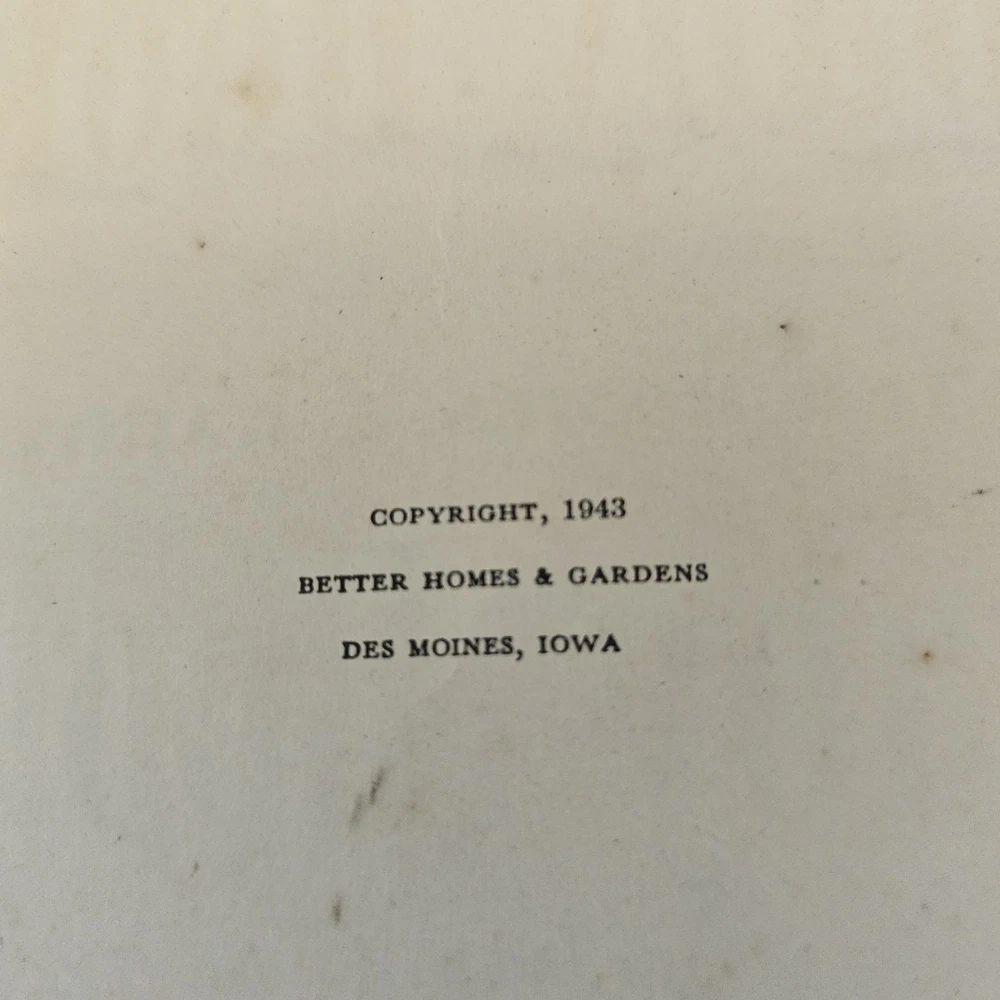 COPYRIGHT, 1943
BETTER HOMES & GARDENS
DES MOINES, IOWA